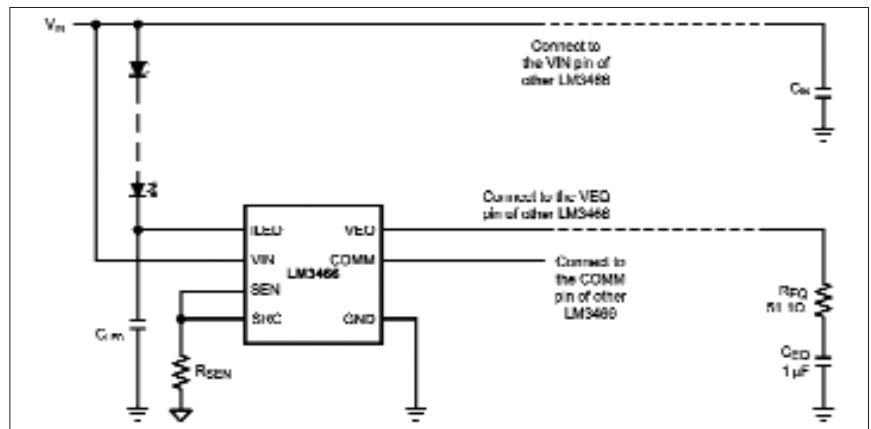 VIN
Connect to
the VIN pin of
other LM3466
CIN
Connect to the VEQ
pin of other LM3466
ILED
VEQ
VIN
COMM
LM3466
SEN
SRC
GND
Connect to
the COMM
pin of other
LM3466
REQ
51.1Ω
CEQ
1 µF
CLED
RSEN